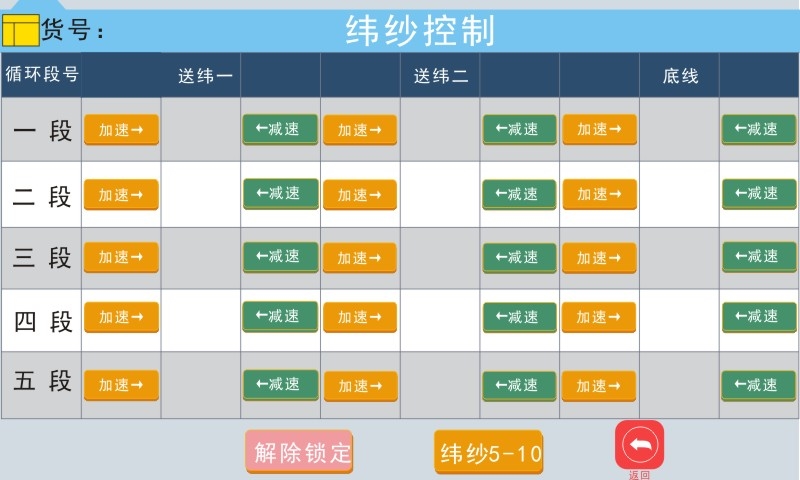 货号：
纬纱控制
循环段号 送纬一 送纬二 底线
一 段 加速→ ←减速 加速→ ←减速 加速→ ←减速
二 段 加速→ ←减速 加速→ ←减速 加速→ ←减速
三 段 加速→ ←减速 加速→ ←减速 加速→ ←减速
四 段 加速→ ←减速 加速→ ←减速 加速→ ←减速
五 段 加速→ ←减速 加速→ ←减速 加速→ ←减速
解除锁定 纬纱5-10
返回